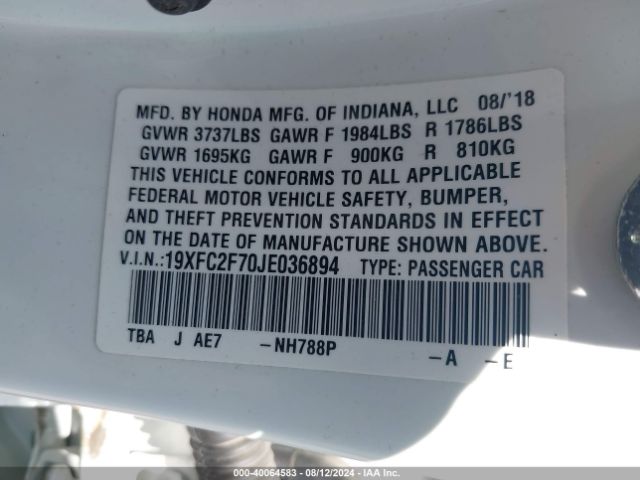 MFD. BY HONDA MFG. OF INDIANA, LLC 08/'18
GVWR 3737LBS GAWR F 1984LBS R 1786LBS
GVWR 1695KG GAWR F 900KG R 810KG
THIS VEHICLE CONFORMS TO ALL APPLICABLE
FEDERAL MOTOR VEHICLE SAFETY, BUMPER,
AND THEFT PREVENTION STANDARDS IN EFFECT
ON THE DATE OF MANUFACTURE SHOWN ABOVE.
V.I.N.:19XFC2F70JE036894 TYPE: PASSENGER CAR
TBA J AE7 -NH788P -A -E
000-40064583 - 08/12/2024 - IAAI.COM